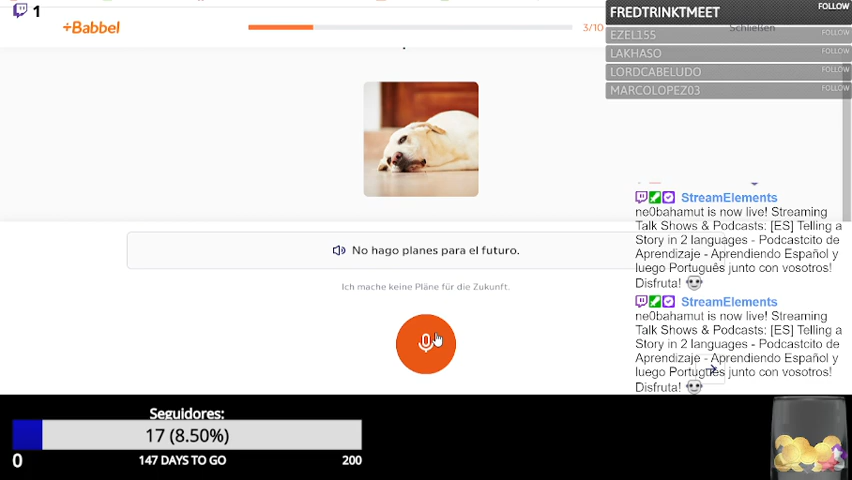 1
+Babbel
3/10
Schließen
FREDTRINKTMEET FOLLOW
EZEL155 FOLLOW
LAKHASO FOLLOW
LORDCABELUDO FOLLOW
MARCOLOPEZ03 FOLLOW
No hago planes para el futuro.
Ich mache keine Pläne für die Zukunft.
StreamElements
ne0bahamut is now live! Streaming
Talk Shows & Podcasts: [ES] Telling a
Story in 2 languages - Podcastcito de
Aprendizaje - Aprendiendo Español y
luego Português junto con vosotros!
Disfruta!
StreamElements
ne0bahamut is now live! Streaming
Talk Shows & Podcasts: [ES] Telling a
Story in 2 languages - Podcastcito de
Aprendizaje - Aprendiendo Español y
luego Português junto con vosotros!
Disfruta!
Seguidores:
17 (8.50%)
0 147 DAYS TO GO 200